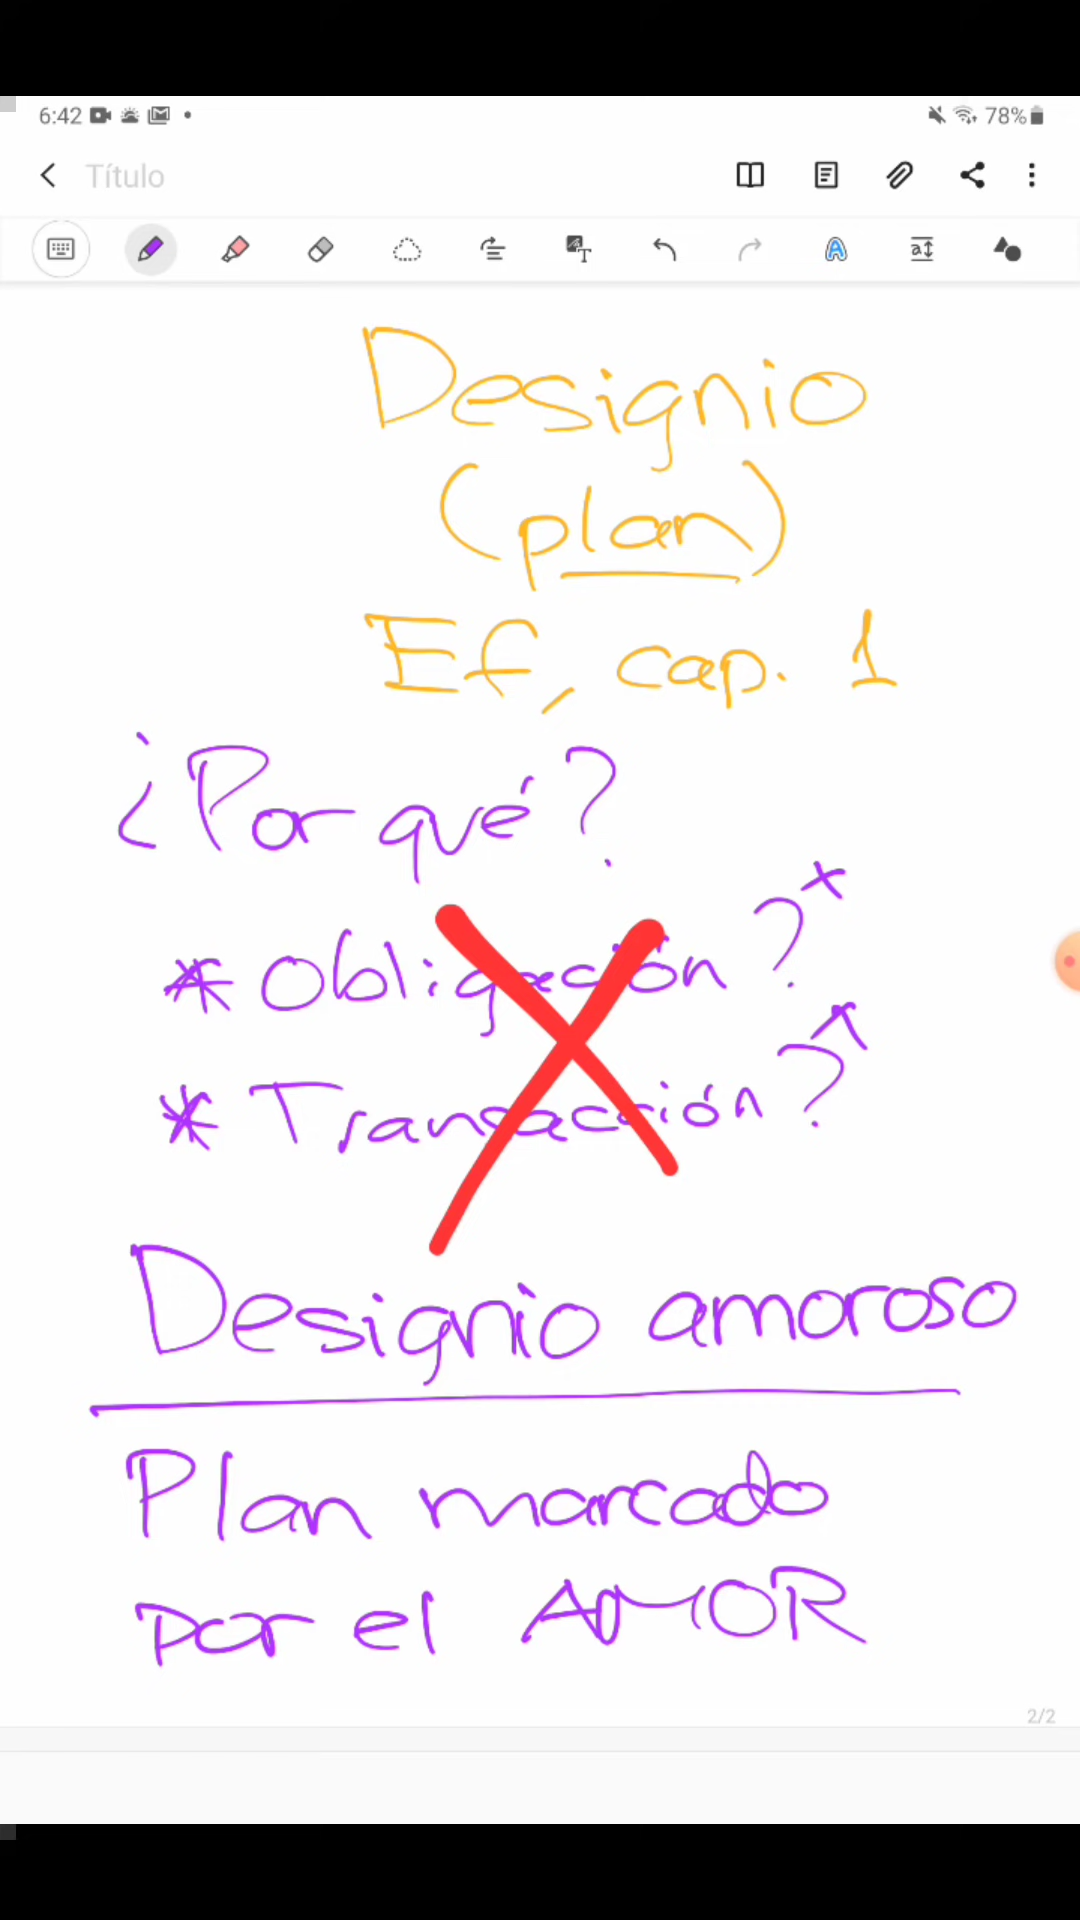 6:42
78%
Título
Designio
(plan)
Ef, cap. 1
¿Por qué?
* Obligación?
* Transacción?
Designio amoroso
Plan marcado
por el AMOR
2/2